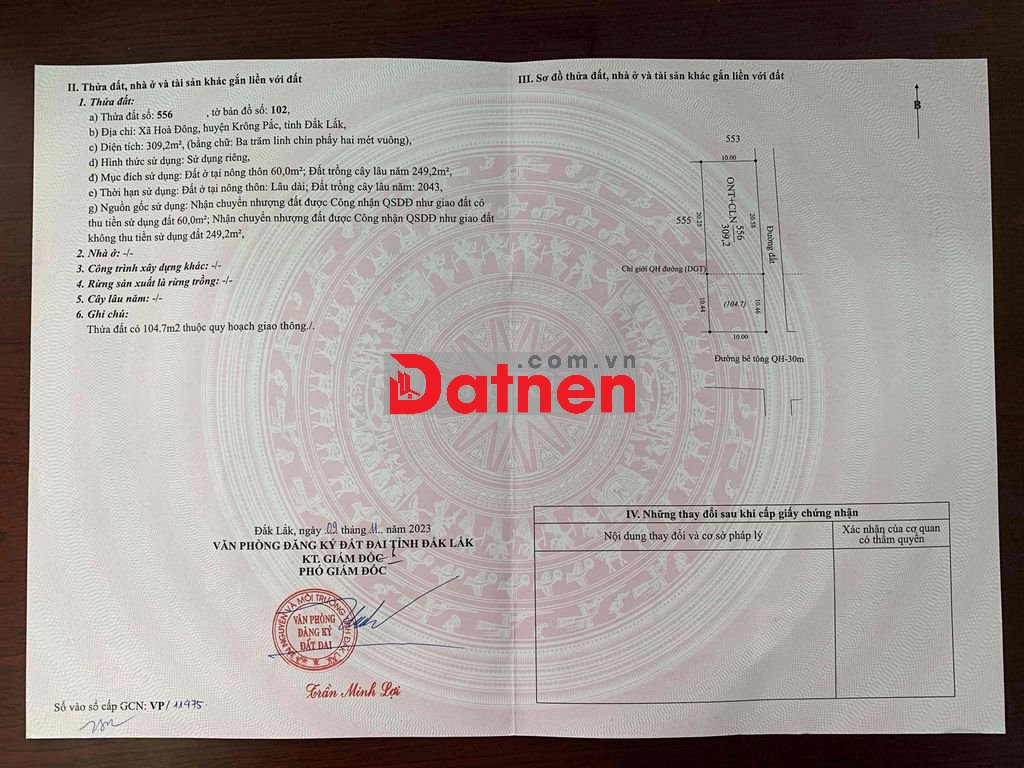 II. Thửa đất, nhà ở và tài sản khác gắn liền với đất
1. Thửa đất:
a) Thửa đất số: 556 , tờ bản đồ số: 102,
b) Địa chỉ: Xã Hoà Đông, huyện Krông Pắc, tỉnh Đắk Lắk,
c) Diện tích: 309,2m², (bằng chữ: Ba trăm linh chín phẩy hai mét vuông),
d) Hình thức sử dụng: Sử dụng riêng,
đ) Mục đích sử dụng: Đất ở tại nông thôn 60,0m²; Đất trồng cây lâu năm 249,2m²,
e) Thời hạn sử dụng: Đất ở tại nông thôn: Lâu dài; Đất trồng cây lâu năm: 2043,
g) Nguồn gốc sử dụng: Nhận chuyển nhượng đất được Công nhận QSDĐ như giao đất có
thu tiền sử dụng đất 60,0m²; Nhận chuyển nhượng đất được Công nhận QSDĐ như giao đất
không thu tiền sử dụng đất 249,2m²,
2. Nhà ở: -/-
3. Công trình xây dựng khác: -/-
4. Rừng sản xuất là rừng trồng: -/-
5. Cây lâu năm: -/-
6. Ghi chú:
Thửa đất có 104.7m2 thuộc quy hoạch giao thông./.
Đắk Lắk, ngày 09 tháng 11. năm 2023
VĂN PHÒNG ĐĂNG KÝ ĐẤT ĐAI TỈNH ĐẮK LẮK
KT. GIÁM ĐỐC
PHÓ GIÁM ĐỐC
VĂN PHÒNG
ĐĂNG KÝ
ĐẤT ĐAI
Trần Minh Lợi
Số vào sổ cấp GCN: VP/11475
III. Sơ đồ thửa đất, nhà ở và tài sản khác gắn liền với đất
B
553
10.00
ONT+CLN 556
309,2
555
20.25
20.58
Đường đất
Chỉ giới QH đường (DGT)
10.44
(104.7)
10.46
10.00
Đường bê tông QH-30m
.com.vn
Datnen
IV. Những thay đổi sau khi cấp giấy chứng nhận
Nội dung thay đổi và cơ sở pháp lý
Xác nhận của cơ quan
có thẩm quyền